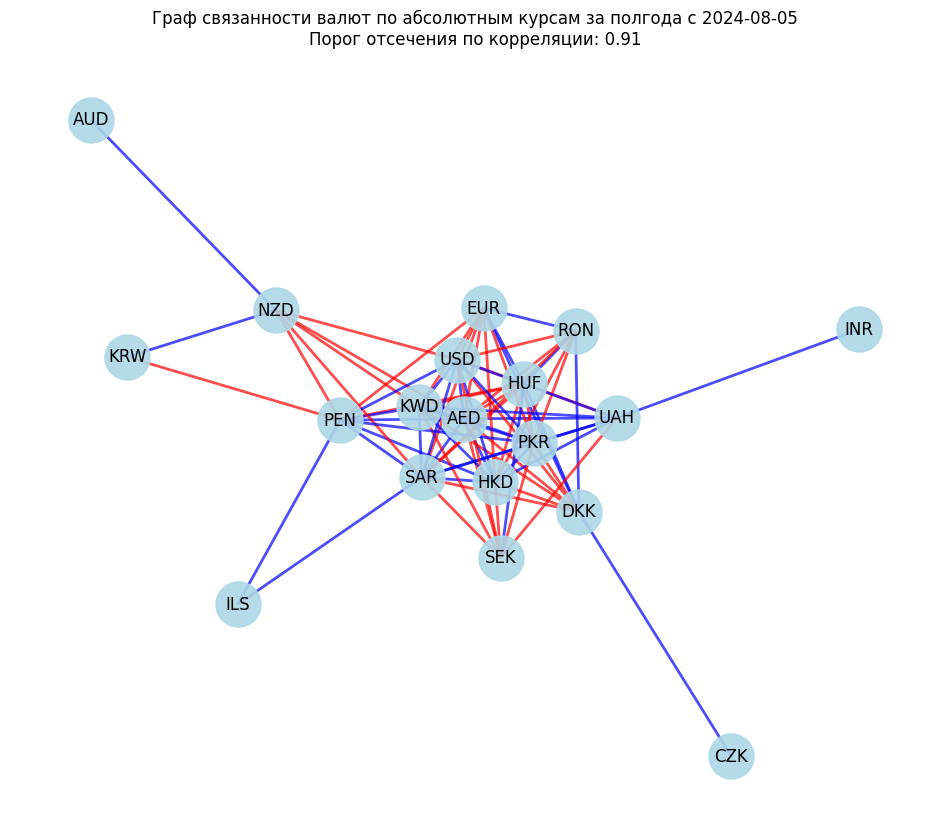 Граф связанности валют по абсолютным курсам за полгода с 2024-08-05
Порог отсечения по корреляции: 0.91
AUD
NZD
EUR
RON
INR
KRW
USD
HUF
KWD
AED
UAH
PEN
PKR
SAR
HKD
DKK
SEK
ILS
CZK